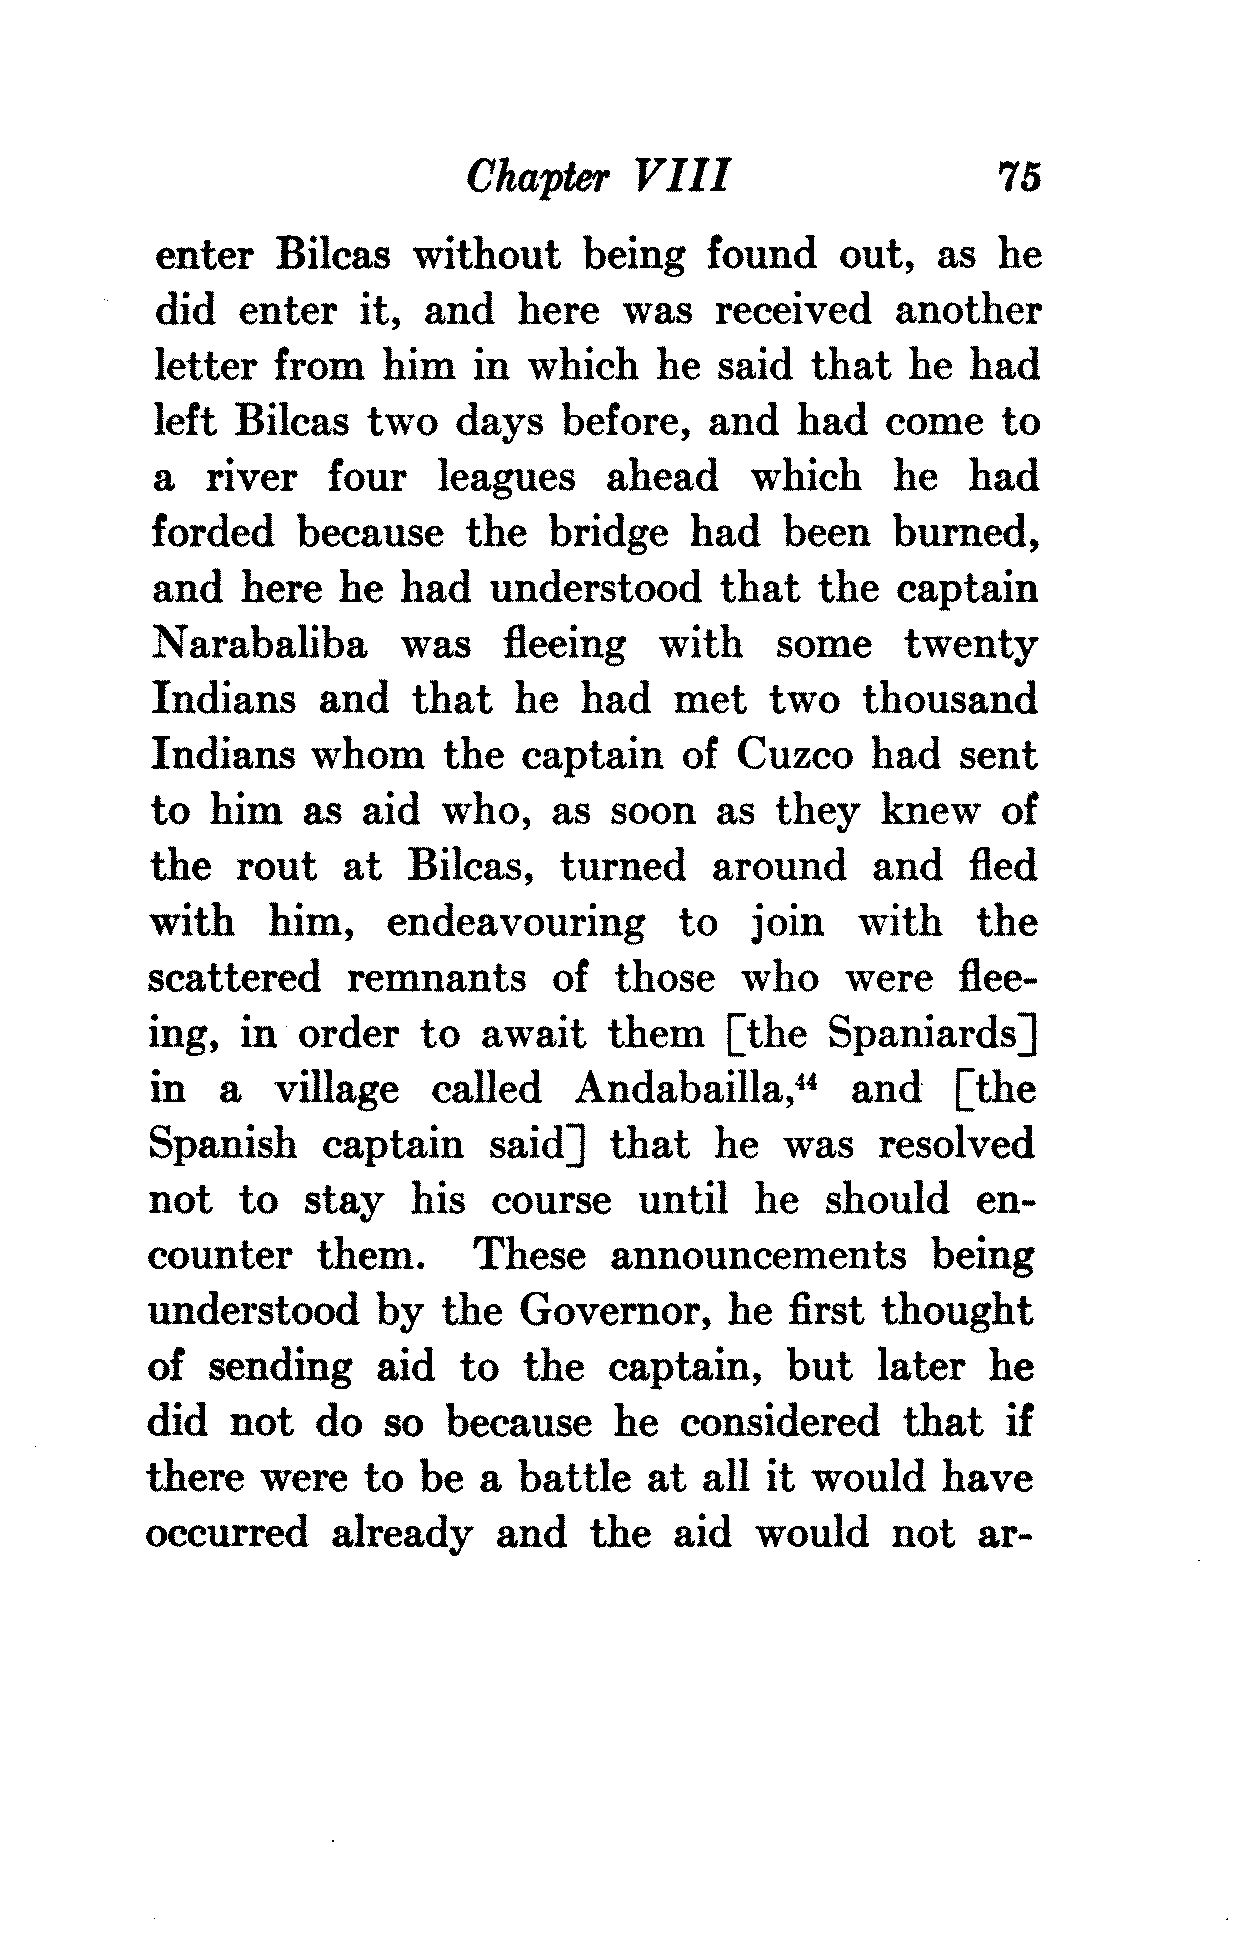 Chapter VIII 75
enter Bilcas without being found out, as he
did enter it, and here was received another
letter from him in which he said that he had
left Bilcas two days before, and had come to
a river four leagues ahead which he had
forded because the bridge had been burned,
and here he had understood that the captain
Narabaliba was fleeing with some twenty
Indians and that he had met two thousand
Indians whom the captain of Cuzco had sent
to him as aid who, as soon as they knew of
the rout at Bilcas, turned around and fled
with him, endeavouring to join with the
scattered remnants of those who were flee-
ing, in order to await them [the Spaniards]
in a village called Andabailla,⁴⁴ and [the
Spanish captain said] that he was resolved
not to stay his course until he should en-
counter them. These announcements being
understood by the Governor, he first thought
of sending aid to the captain, but later he
did not do so because he considered that if
there were to be a battle at all it would have
occurred already and the aid would not ar-